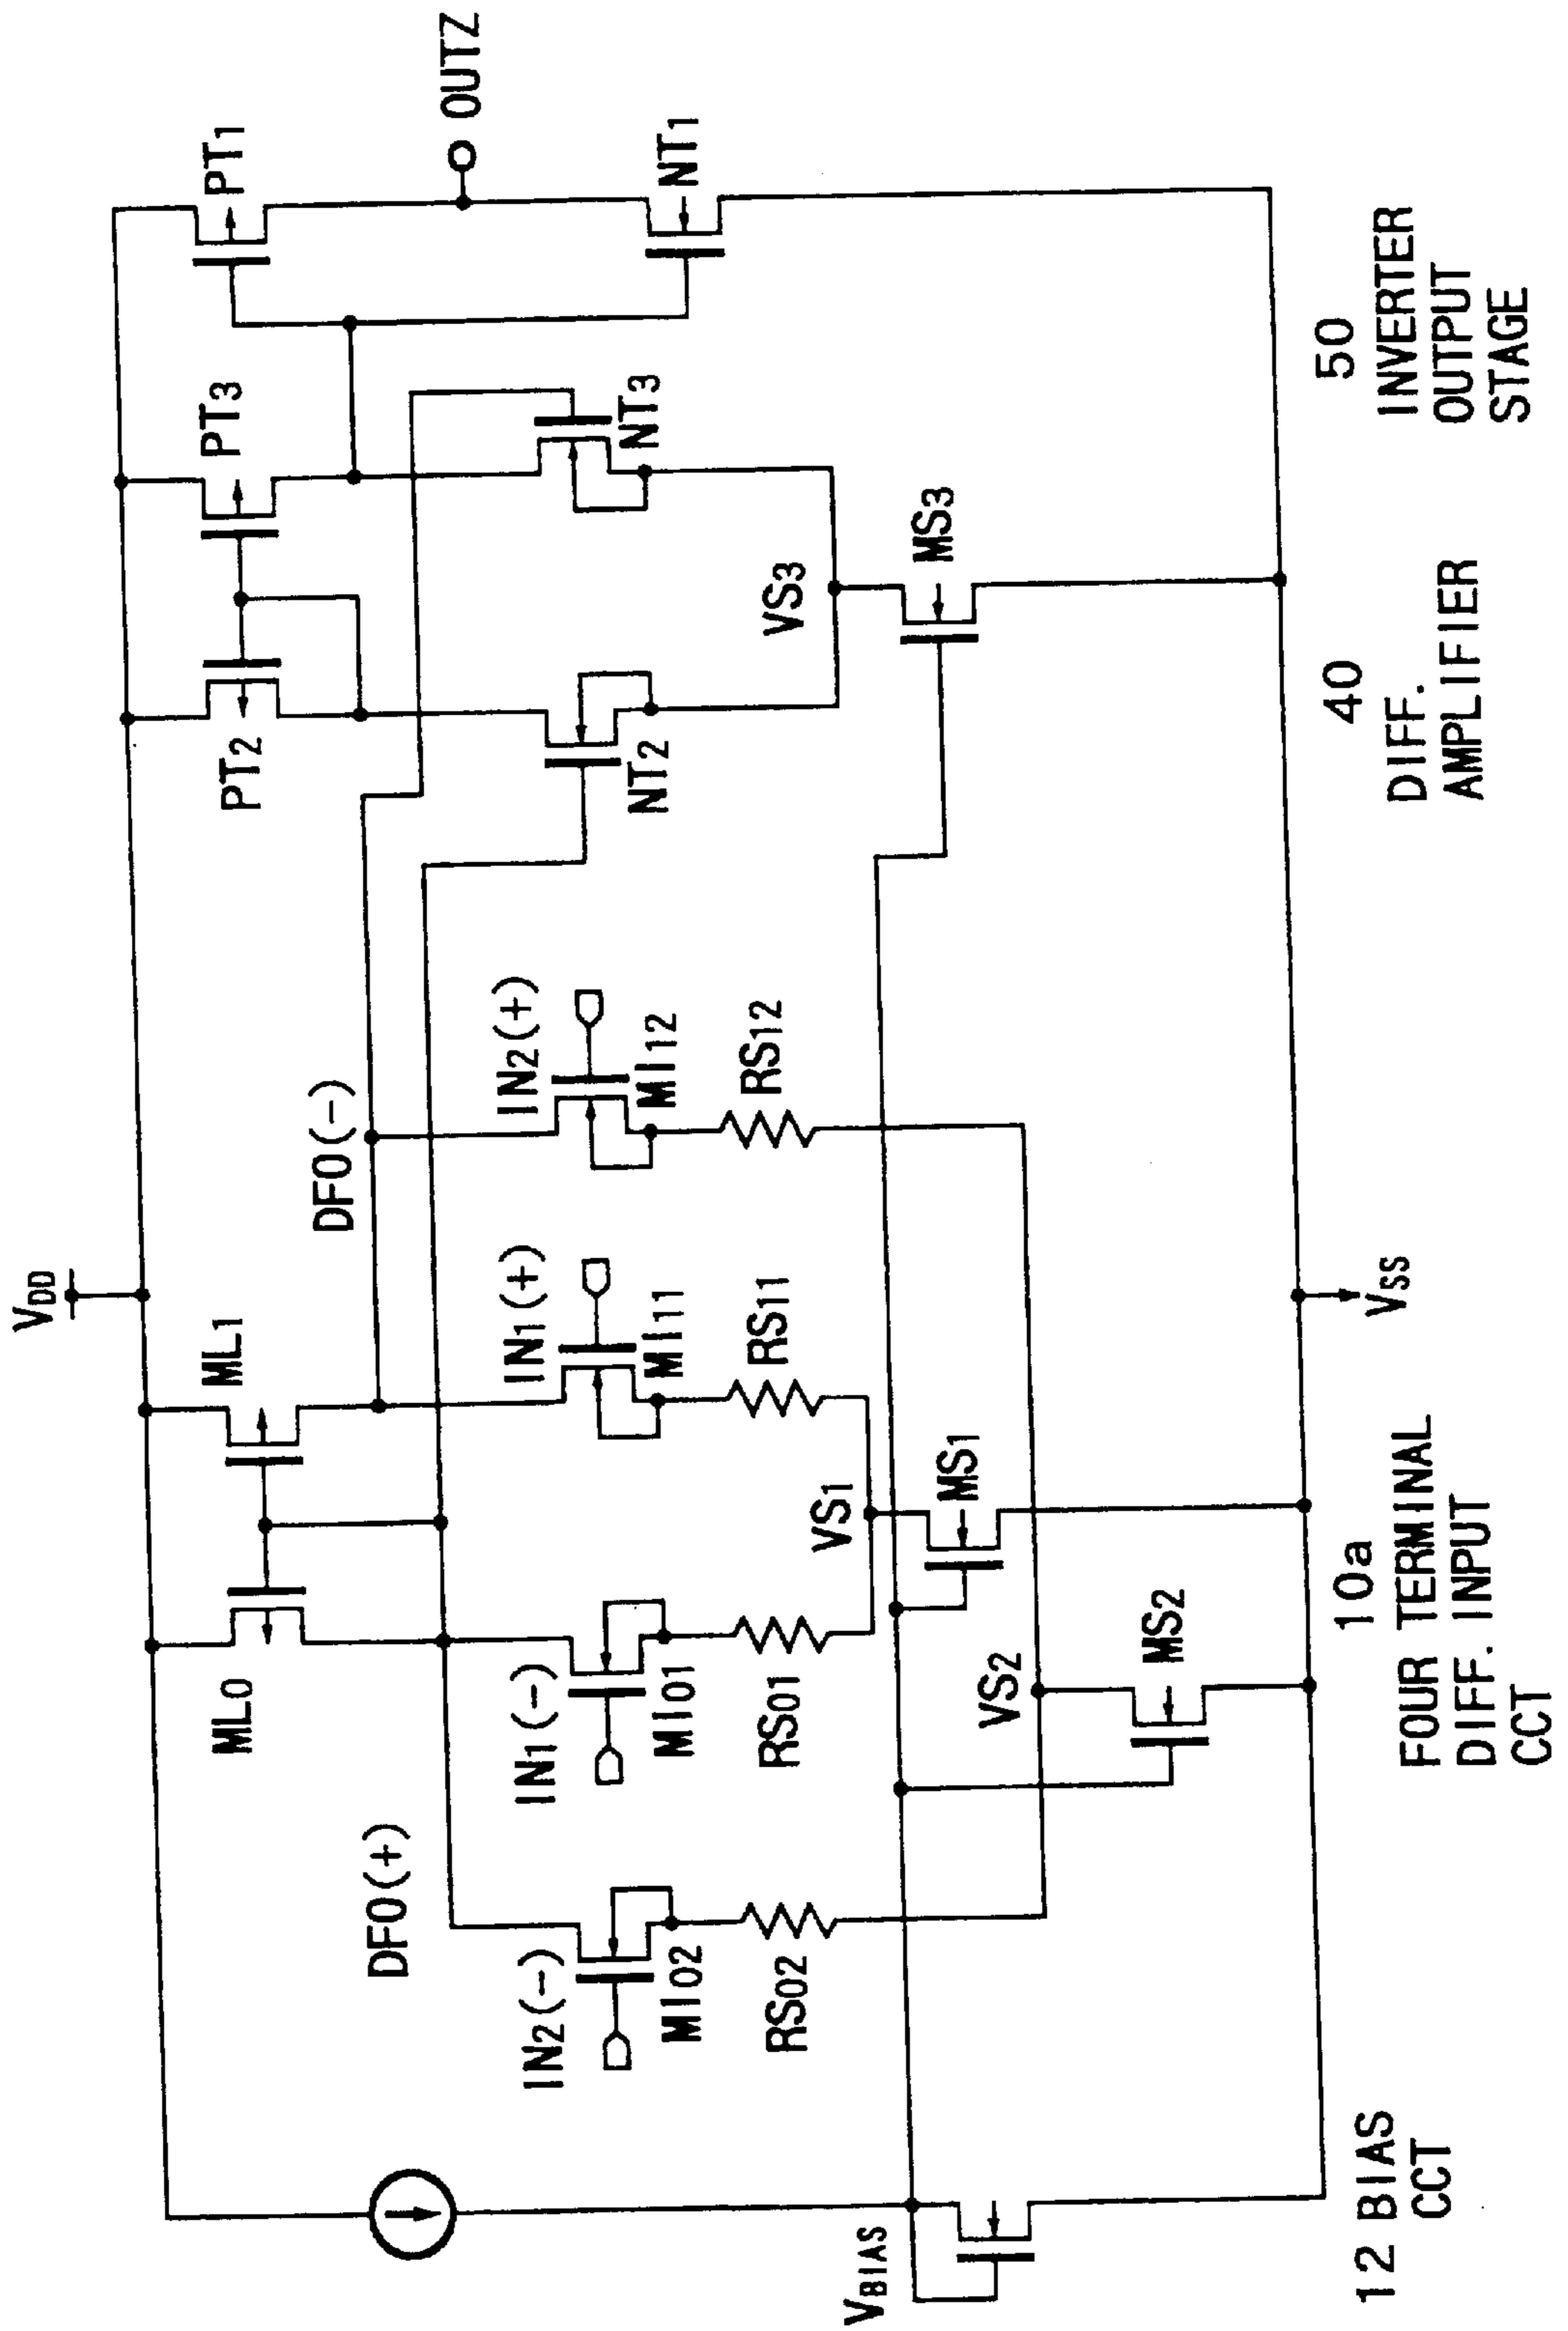 VDD
ML0
ML1
PT2
PT3
PT1
OUTZ
DF0(+)
DF0(-)
IN2(-)
IN1(-)
IN1(+)
IN2(+)
MI02
MI01
MI11
MI12
NT2
NT3
NT1
RS02
RS01
RS11
RS12
VS1
VS3
VBIAS
VS2
MS1
MS3
MS2
VSS
12 BIAS
CCT
10a
FOUR TERMINAL
DIFF. INPUT
CCT
40
DIFF.
AMPLIFIER
50
INVERTER
OUTPUT
STAGE